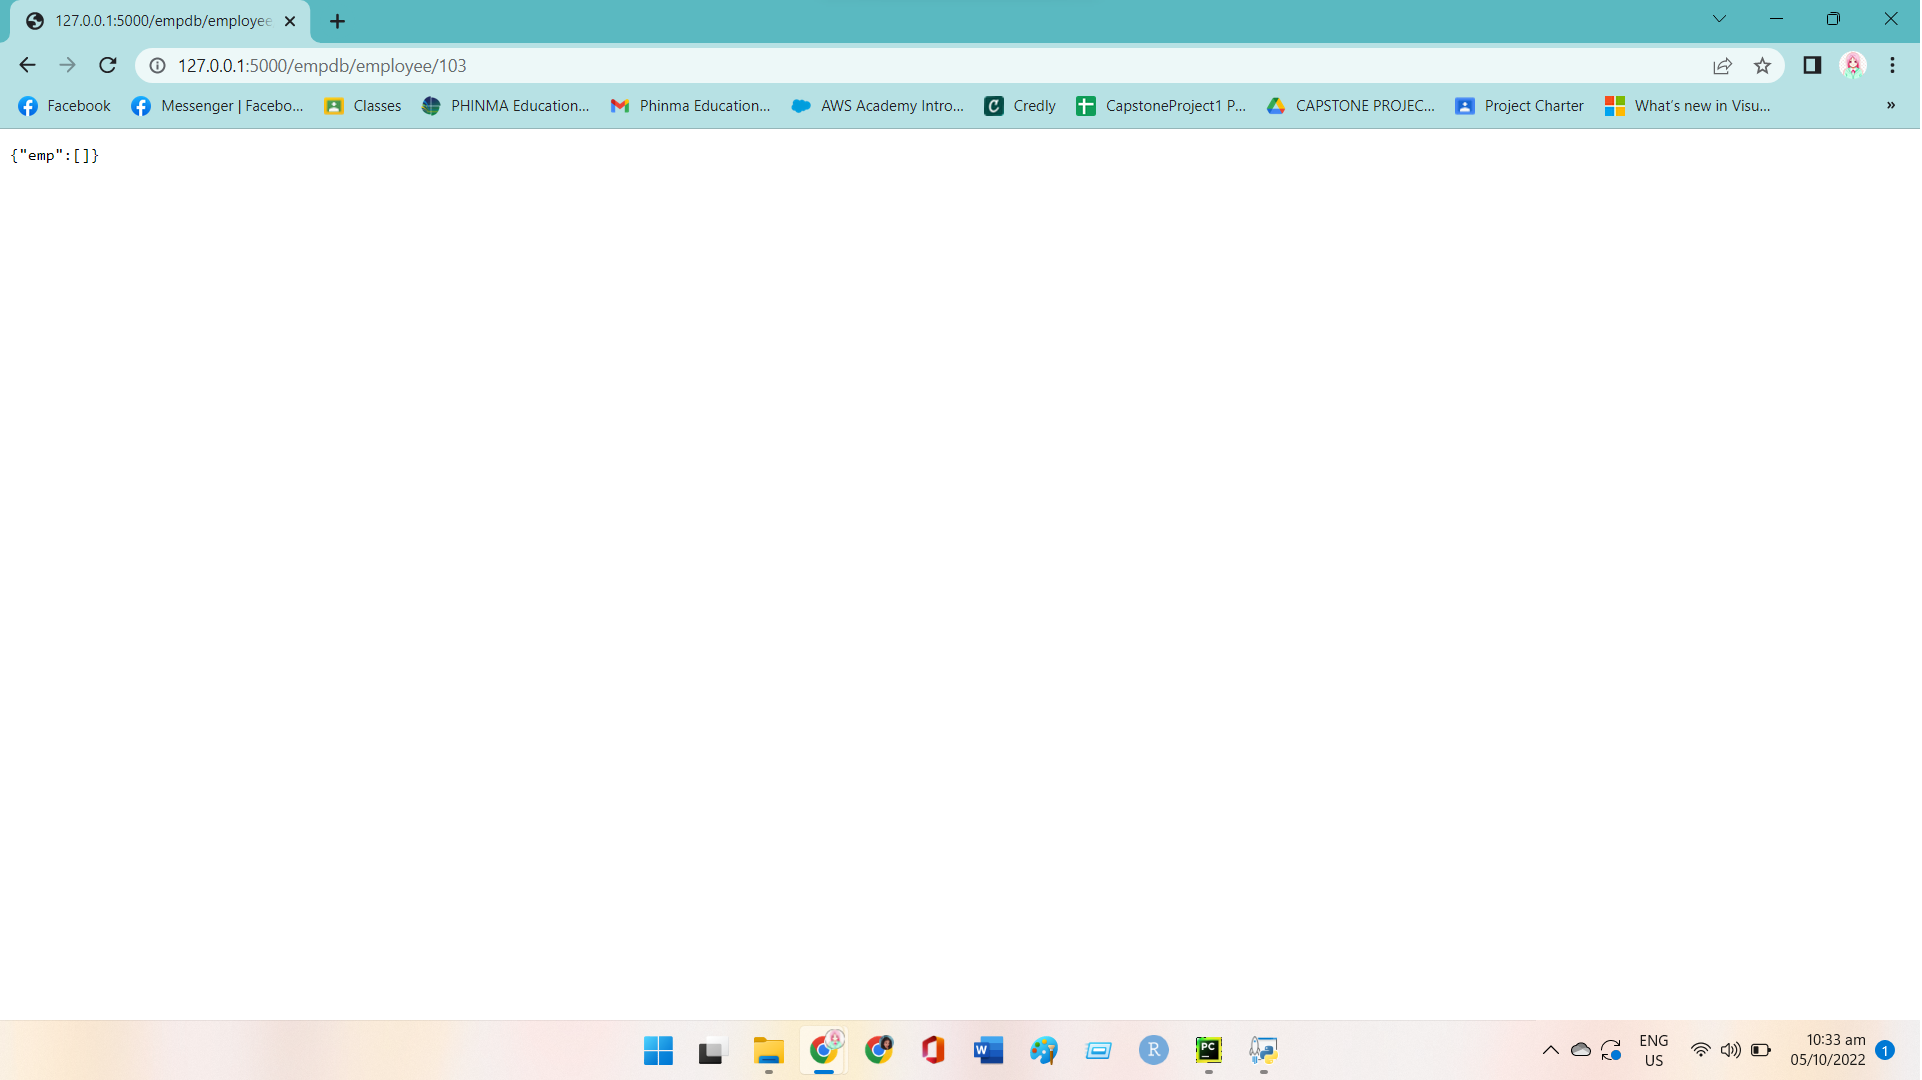 127.0.0.1:5000/empdb/employee
127.0.0.1:5000/empdb/employee/103
Facebook
Messenger | Facebo...
Classes
PHINMA Education...
Phinma Education...
AWS Academy Intro...
Credly
CapstoneProject1 P...
CAPSTONE PROJEC...
Project Charter
What's new in Visu...
»
{"emp":[]}
W
R
PC
ENG
US
10:33 am
05/10/2022
1